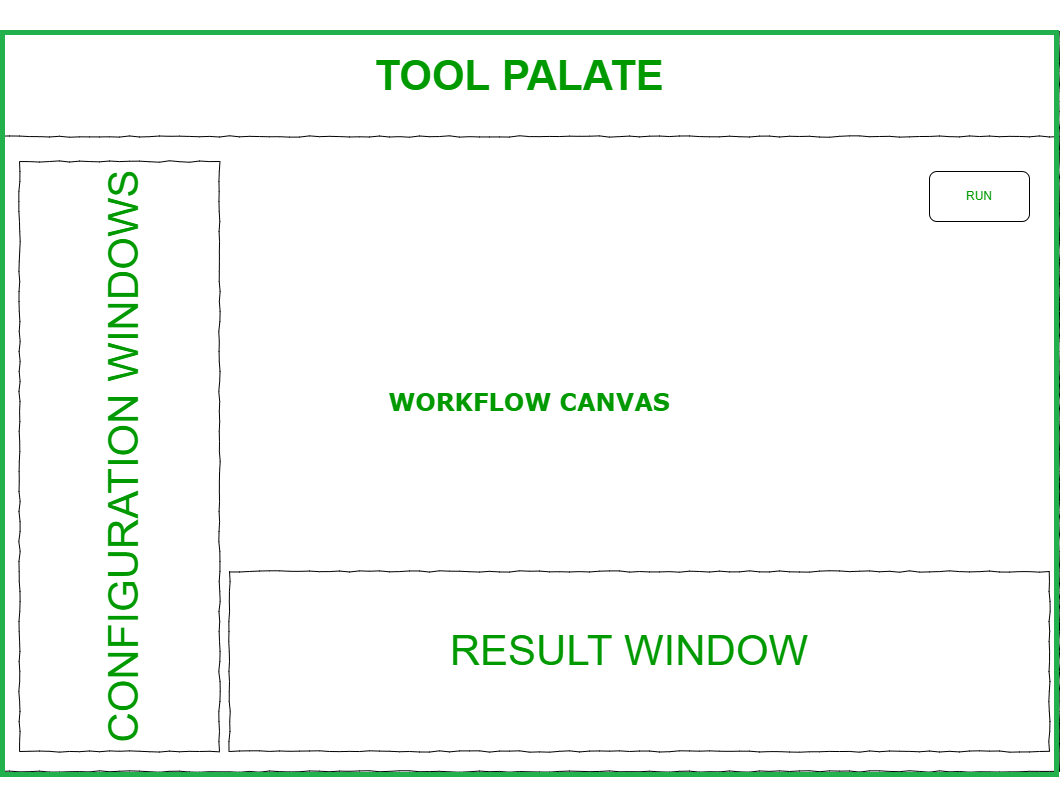 TOOL PALATE
CONFIGURATION WINDOWS
RUN
WORKFLOW CANVAS
RESULT WINDOW